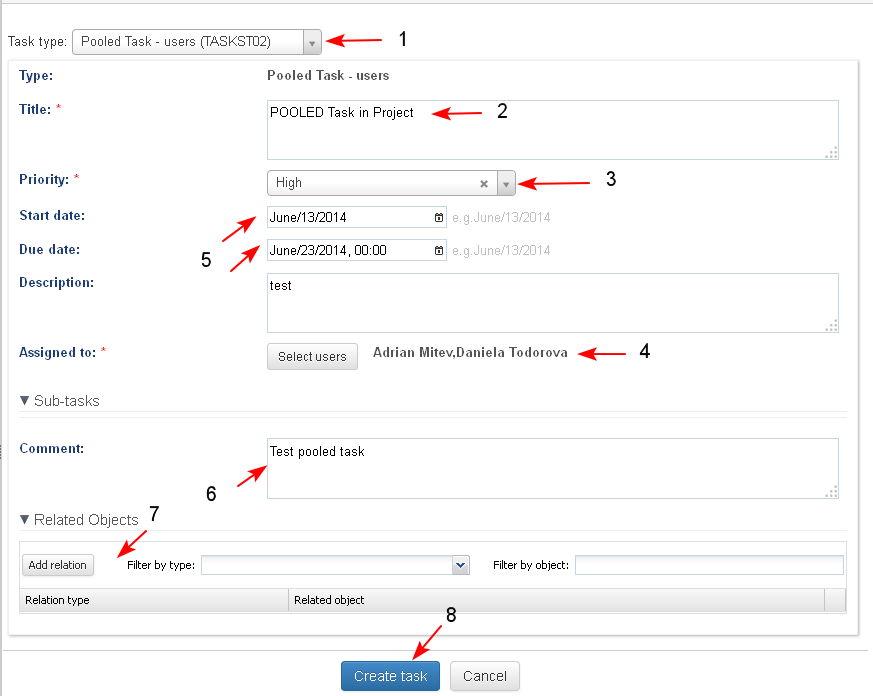 Task type: Pooled Task - users (TASKST02) 1
Type: Pooled Task - users
Title: * POOLED Task in Project 2
Priority: * High 3
Start date: June/13/2014 e.g.June/13/2014
5
Due date: June/23/2014, 00:00 e.g.June/13/2014
Description: test
Assigned to: * Select users Adrian Mitev,Daniela Todorova 4
Sub-tasks
Comment: Test pooled task
6
Related Objects 7
Add relation Filter by type: Filter by object:
Relation type Related object
8
Create task Cancel